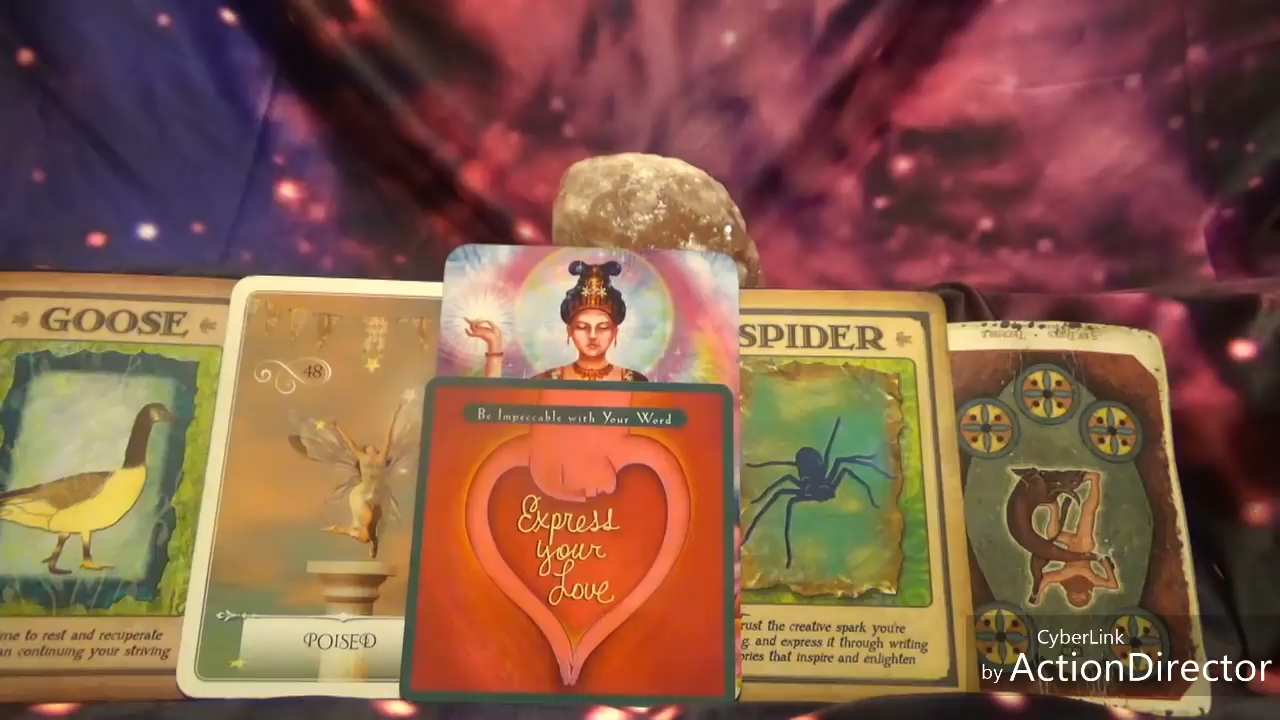 GOOSE
48
SPIDER
Be Impeccable with Your Word
Express
your
Love
POISED
me to rest and recuperate
an continuing your striving
rust the creative spark you're
g, and express it through writing
ories that inspire and enlighten
CyberLink
by ActionDirector